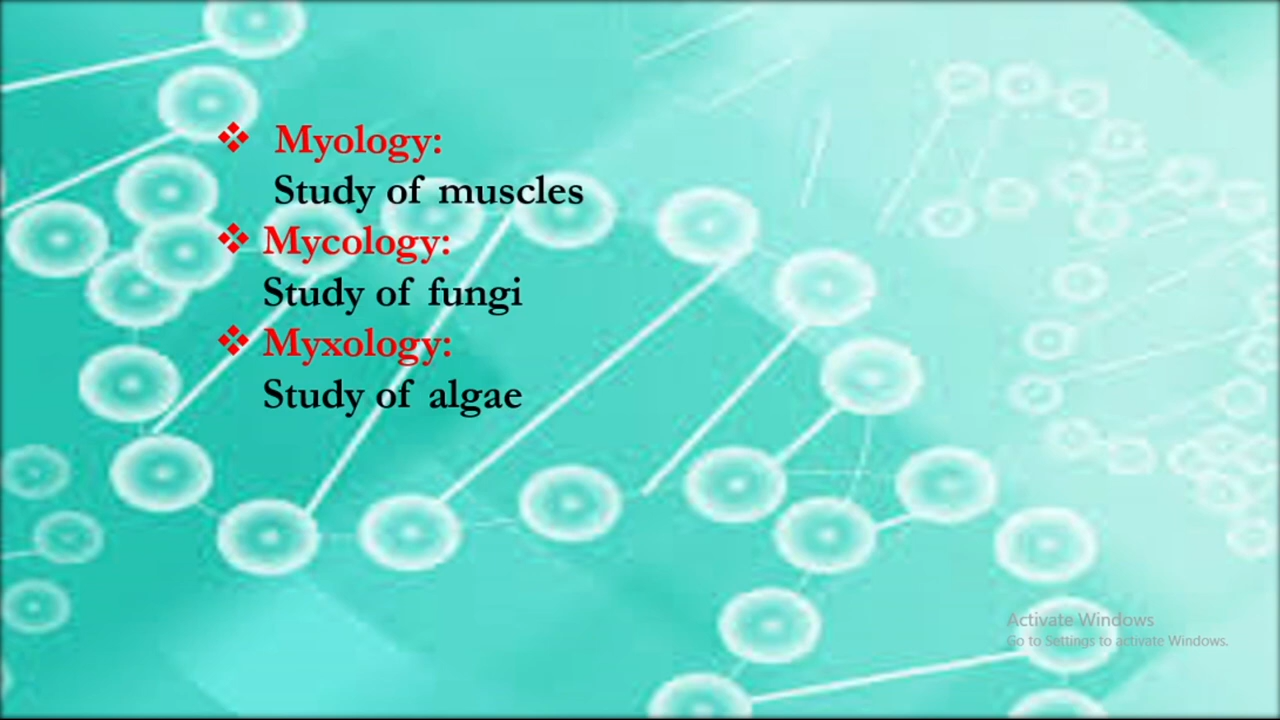 ❖ Myology:
Study of muscles
❖ Mycology:
Study of fungi
❖ Myxology:
Study of algae
Activate Windows
Go to Settings to activate Windows.